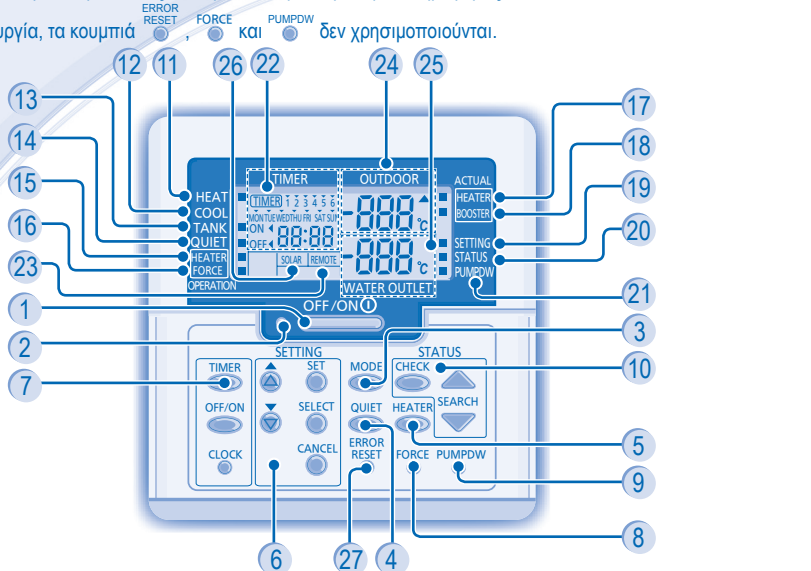 ERROR
RESET
FORCE
PUMPDW
υργία, τα κουμπιά , και δεν χρησιμοποιούνται.
12 11 26 22 24 25
13
14
15
16
23
1
2
7
17
18
19
20
21
3
10
5
9
8
6 27 4
TIMER OUTDOOR ACTUAL
HEAT TIMER 1 2 3 4 5 6 HEATER
COOL -888 °C BOOSTER
TANK MON TUE WED THU FRI SAT SUN
QUIET ON 88:88 SETTING
HEATER OFF -888 °C STATUS
FORCE SOLAR REMOTE PUMPDW
OPERATION WATER OUTLET
OFF/ON
SETTING STATUS
TIMER SET MODE CHECK
OFF/ON SELECT QUIET HEATER SEARCH
CLOCK CANCEL ERROR
RESET FORCE PUMPDW